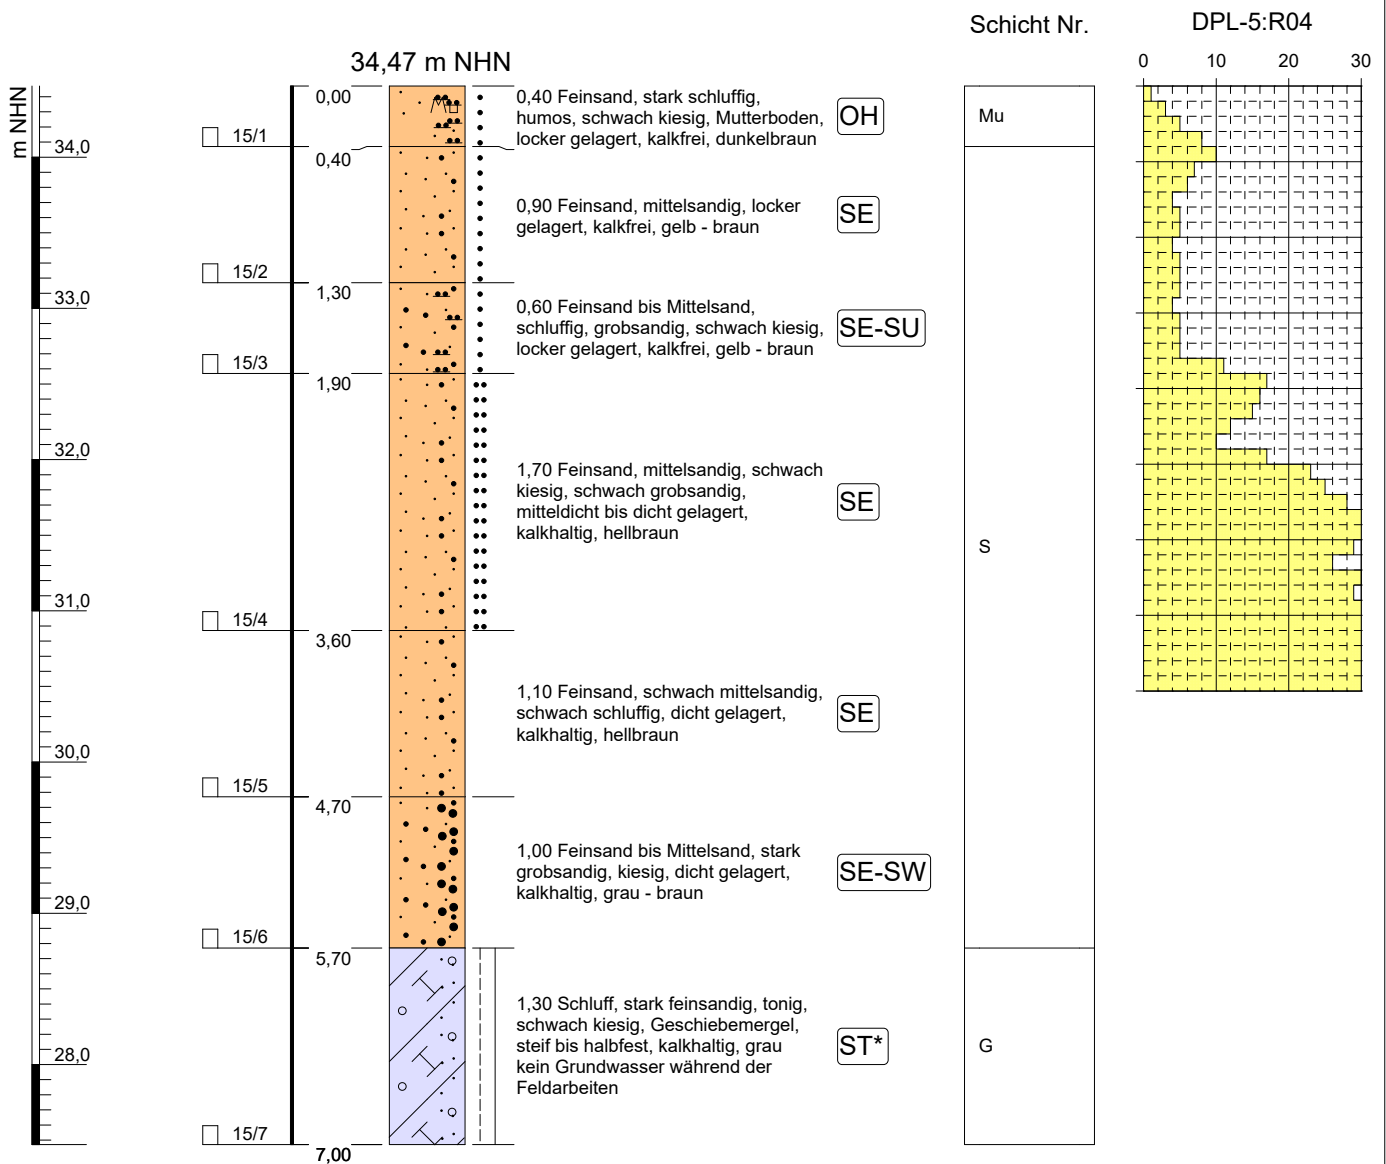 Schicht Nr.
DPL-5:R04
34,47 m NHN
0 10 20 30
m NHN
0,00
0,40 Feinsand, stark schluffig,
humos, schwach kiesig, Mutterboden,
locker gelagert, kalkfrei, dunkelbraun
OH
Mu
Mu
15/1
34,0
0,40
0,90 Feinsand, mittelsandig, locker
gelagert, kalkfrei, gelb - braun
SE
15/2
1,30
33,0
0,60 Feinsand bis Mittelsand,
schluffig, grobsandig, schwach kiesig,
locker gelagert, kalkfrei, gelb - braun
SE-SU
15/3
1,90
32,0
1,70 Feinsand, mittelsandig, schwach
kiesig, schwach grobsandig,
mitteldicht bis dicht gelagert,
kalkhaltig, hellbraun
SE
S
31,0
15/4
3,60
1,10 Feinsand, schwach mittelsandig,
schwach schluffig, dicht gelagert,
kalkhaltig, hellbraun
SE
30,0
15/5
4,70
1,00 Feinsand bis Mittelsand, stark
grobsandig, kiesig, dicht gelagert,
kalkhaltig, grau - braun
SE-SW
29,0
15/6
5,70
1,30 Schluff, stark feinsandig, tonig,
schwach kiesig, Geschiebemergel,
steif bis halbfest, kalkhaltig, grau
kein Grundwasser während der
Feldarbeiten
ST*
G
28,0
15/7
7,00